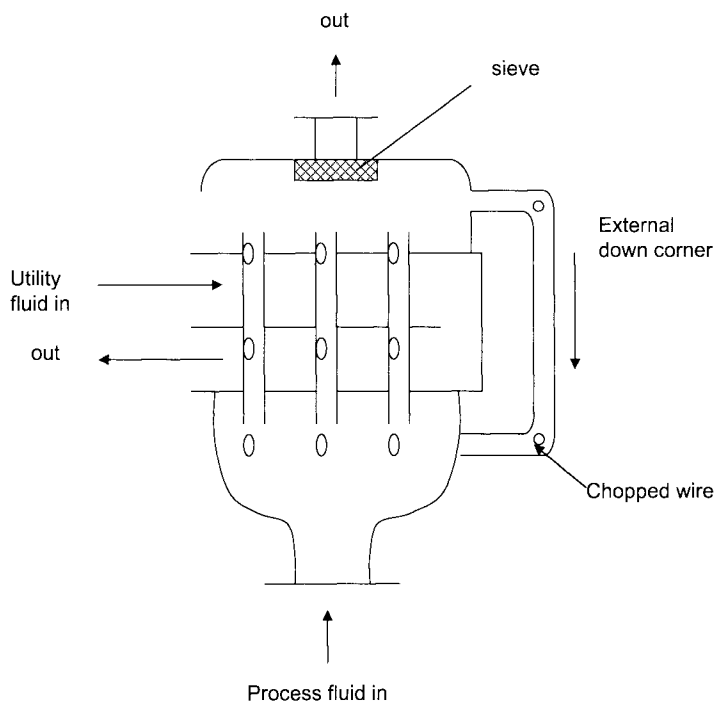 out
sieve
External
down corner
Utility
fluid in
out
Chopped wire
Process fluid in